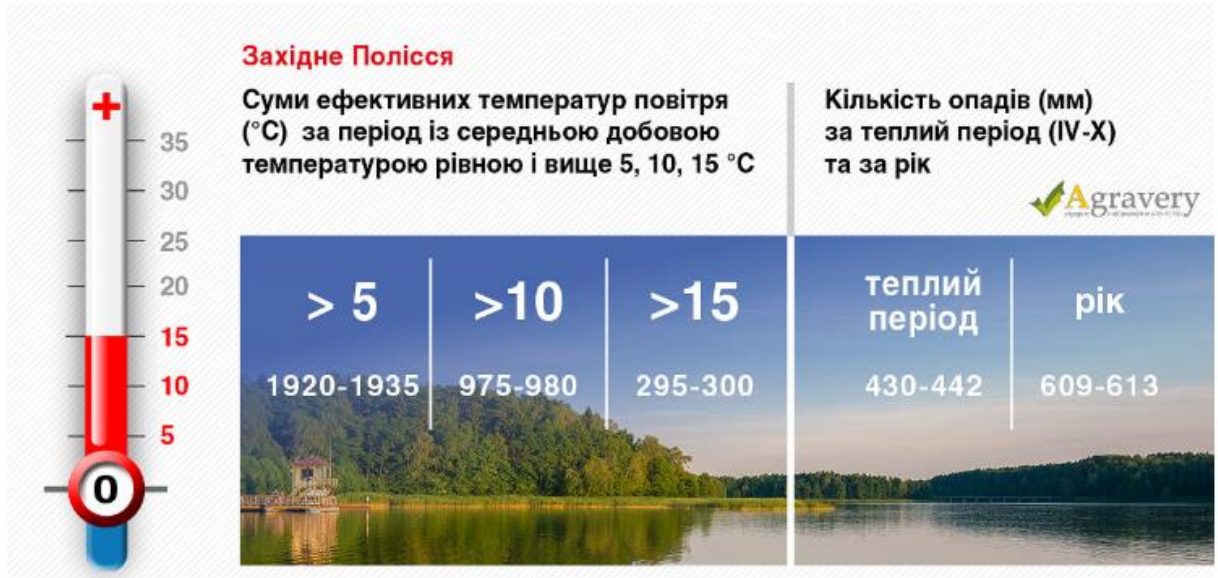 Західне Полісся
Суми ефективних температур повітря
(°C) за період із середньою добовою
температурою рівною і вище 5, 10, 15 °C
Кількість опадів (мм)
за теплий період (IV-X)
та за рік
Agravery
+
35
30
25
20
15
10
5
0
> 5
>10
>15
1920-1935
975-980
295-300
теплий
період
рік
430-442
609-613